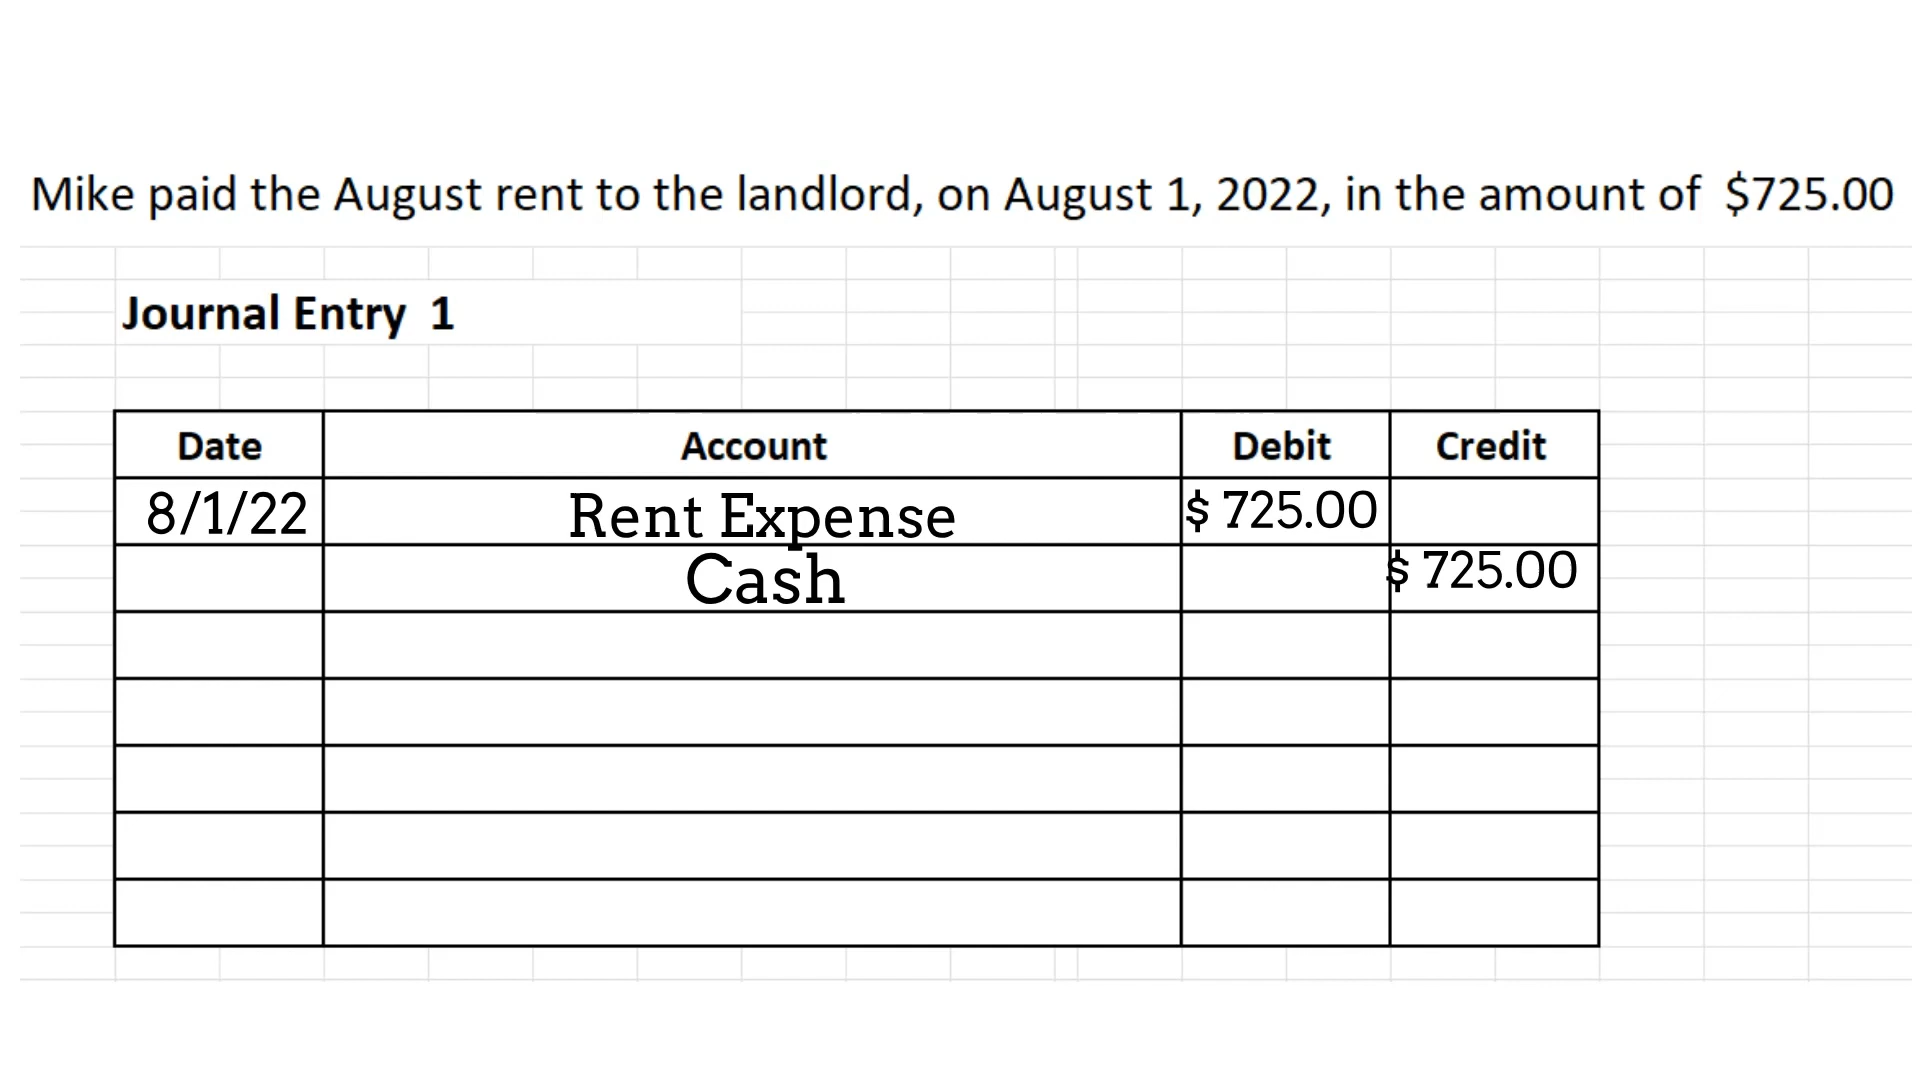 Mike paid the August rent to the landlord, on August 1, 2022, in the amount of $725.00
Journal Entry 1
Date Account Debit Credit
8/1/22 Rent Expense $ 725.00
Cash $ 725.00